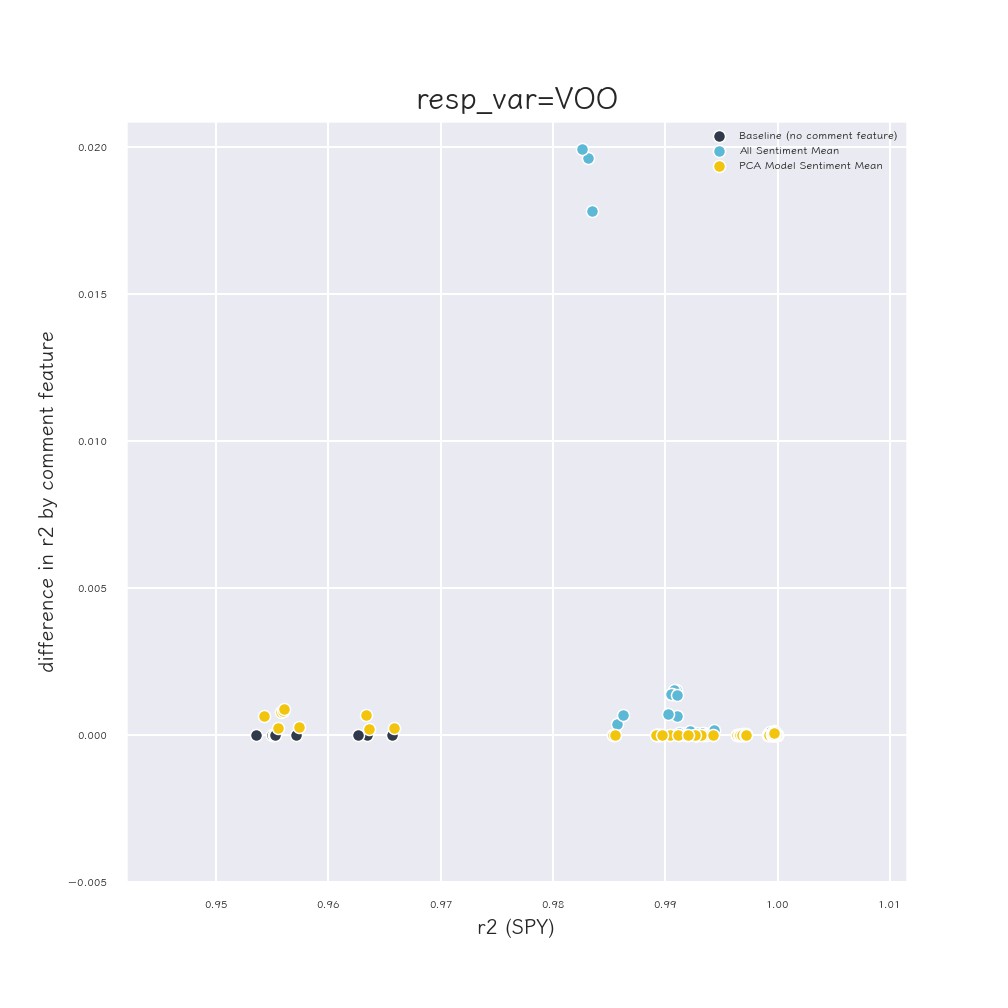 resp_var=VOO
Baseline (no comment feature)
All Sentiment Mean
PCA Model Sentiment Mean
difference in r2 by comment feature
0.020
0.015
0.010
0.005
0.000
−0.005
0.95 0.96 0.97 0.98 0.99 1.00 1.01
r2 (SPY)